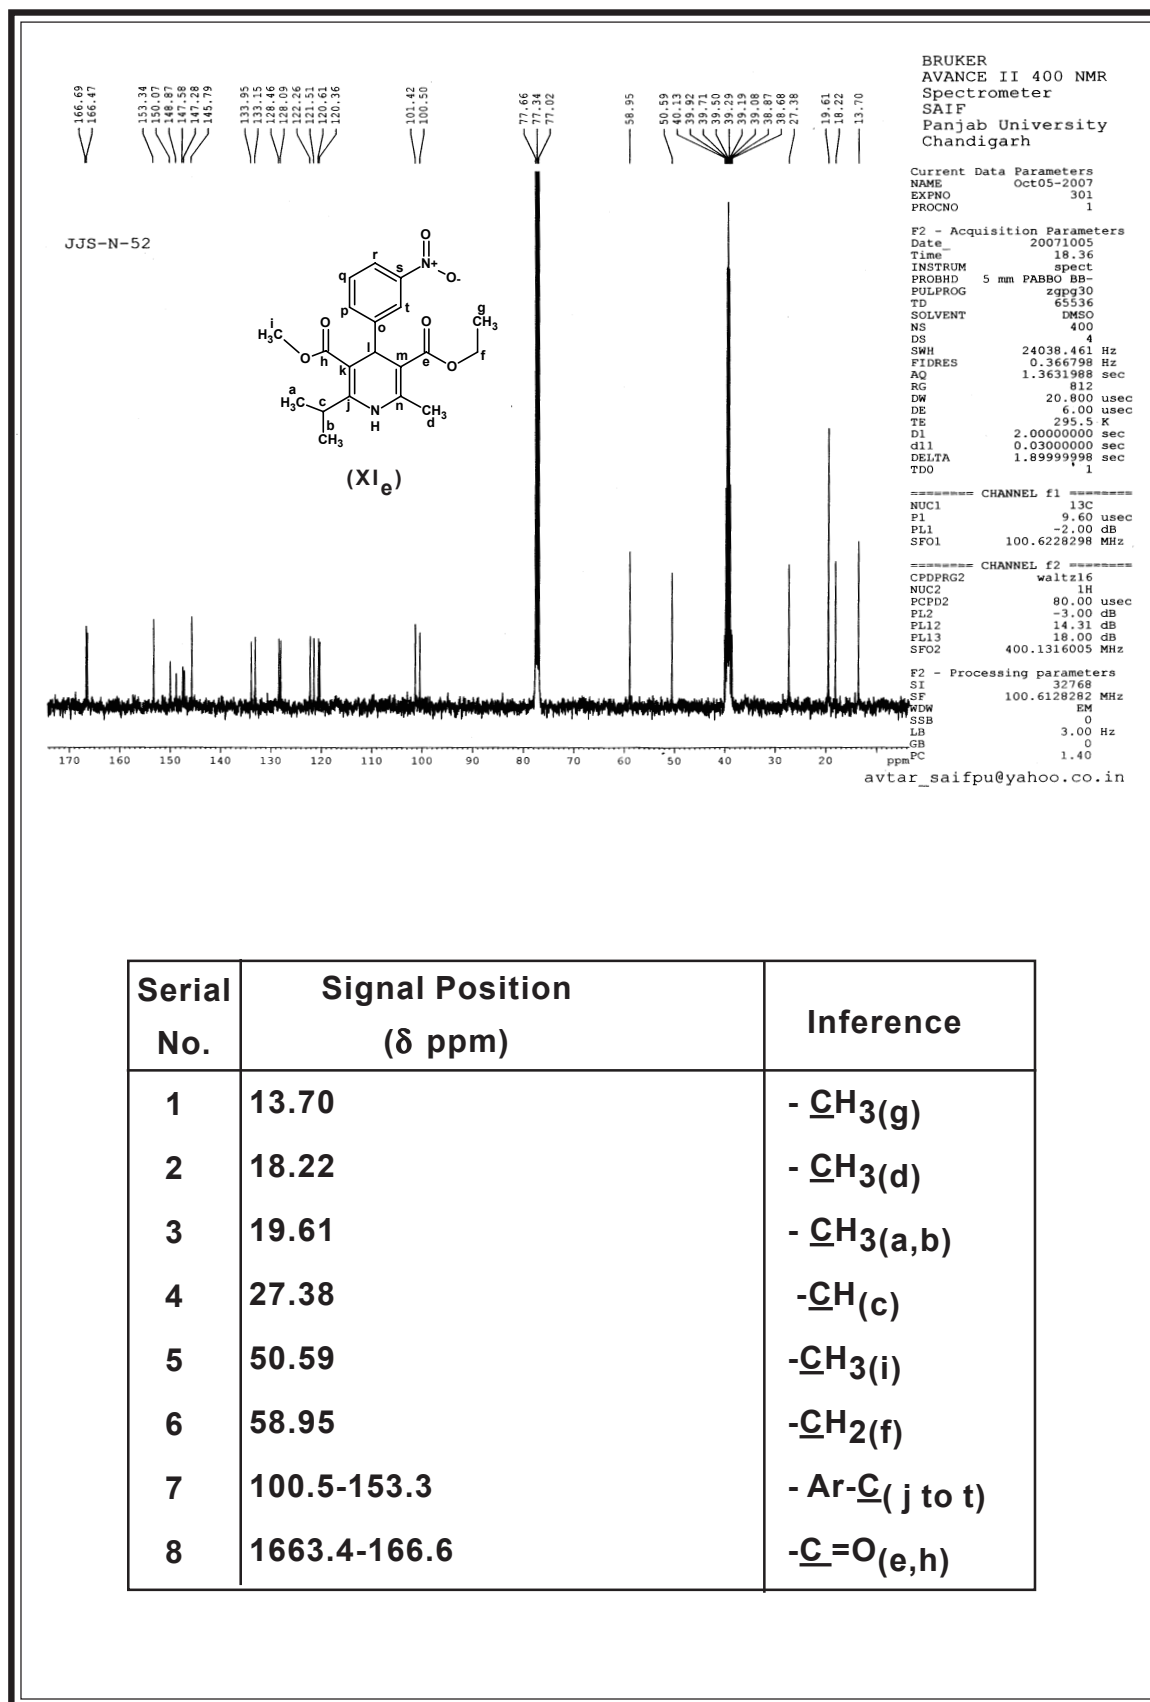 166.69
166.47
153.34
150.07
148.87
147.58
147.28
145.79
133.95
133.15
128.46
128.09
122.26
121.51
120.61
120.36
101.42
100.50
77.66
77.34
77.02
58.95
50.59
40.13
39.92
39.71
39.50
39.29
39.19
39.08
38.87
38.68
27.38
19.61
18.22
13.70
BRUKER
AVANCE II 400 NMR
Spectrometer
SAIF
Panjab University
Chandigarh
Current Data Parameters
NAME Oct05-2007
EXPNO 301
PROCNO 1
F2 - Acquisition Parameters
Date_ 20071005
Time 18.36
INSTRUM spect
PROBHD 5 mm PABBO BB-
PULPROG zgpg30
TD 65536
SOLVENT DMSO
NS 400
DS 4
SWH 24038.461 Hz
FIDRES 0.366798 Hz
AQ 1.3631988 sec
RG 812
DW 20.800 usec
DE 6.00 usec
TE 295.5 K
D1 2.00000000 sec
d11 0.03000000 sec
DELTA 1.89999998 sec
TD0 1
======== CHANNEL f1 ========
NUC1 13C
P1 9.60 usec
PL1 -2.00 dB
SFO1 100.6228298 MHz
======== CHANNEL f2 ========
CPDPRG2 waltz16
NUC2 1H
PCPD2 80.00 usec
PL2 -3.00 dB
PL12 14.31 dB
PL13 18.00 dB
SFO2 400.1316005 MHz
F2 - Processing parameters
SI 32768
SF 100.6128282 MHz
WDW EM
SSB 0
LB 3.00 Hz
GB 0
PC 1.40
JJS-N-52
O
r
s
N+
q
O-
p
t
g
CH3
o
i
H3C
O
O
l
h
m
e
f
O
k
O
a
H3C
c
j
n
b
N
H
CH3
d
CH3
(XIe)
170 160 150 140 130 120 110 100 90 80 70 60 50 40 30 20 ppm
avtar_saifpu@yahoo.co.in
Serial No. Signal Position (δ ppm) Inference
1 13.70 - CH3(g)
2 18.22 - CH3(d)
3 19.61 - CH3(a,b)
4 27.38 -CH(c)
5 50.59 -CH3(i)
6 58.95 -CH2(f)
7 100.5-153.3 - Ar-C( j to t)
8 1663.4-166.6 -C =O(e,h)